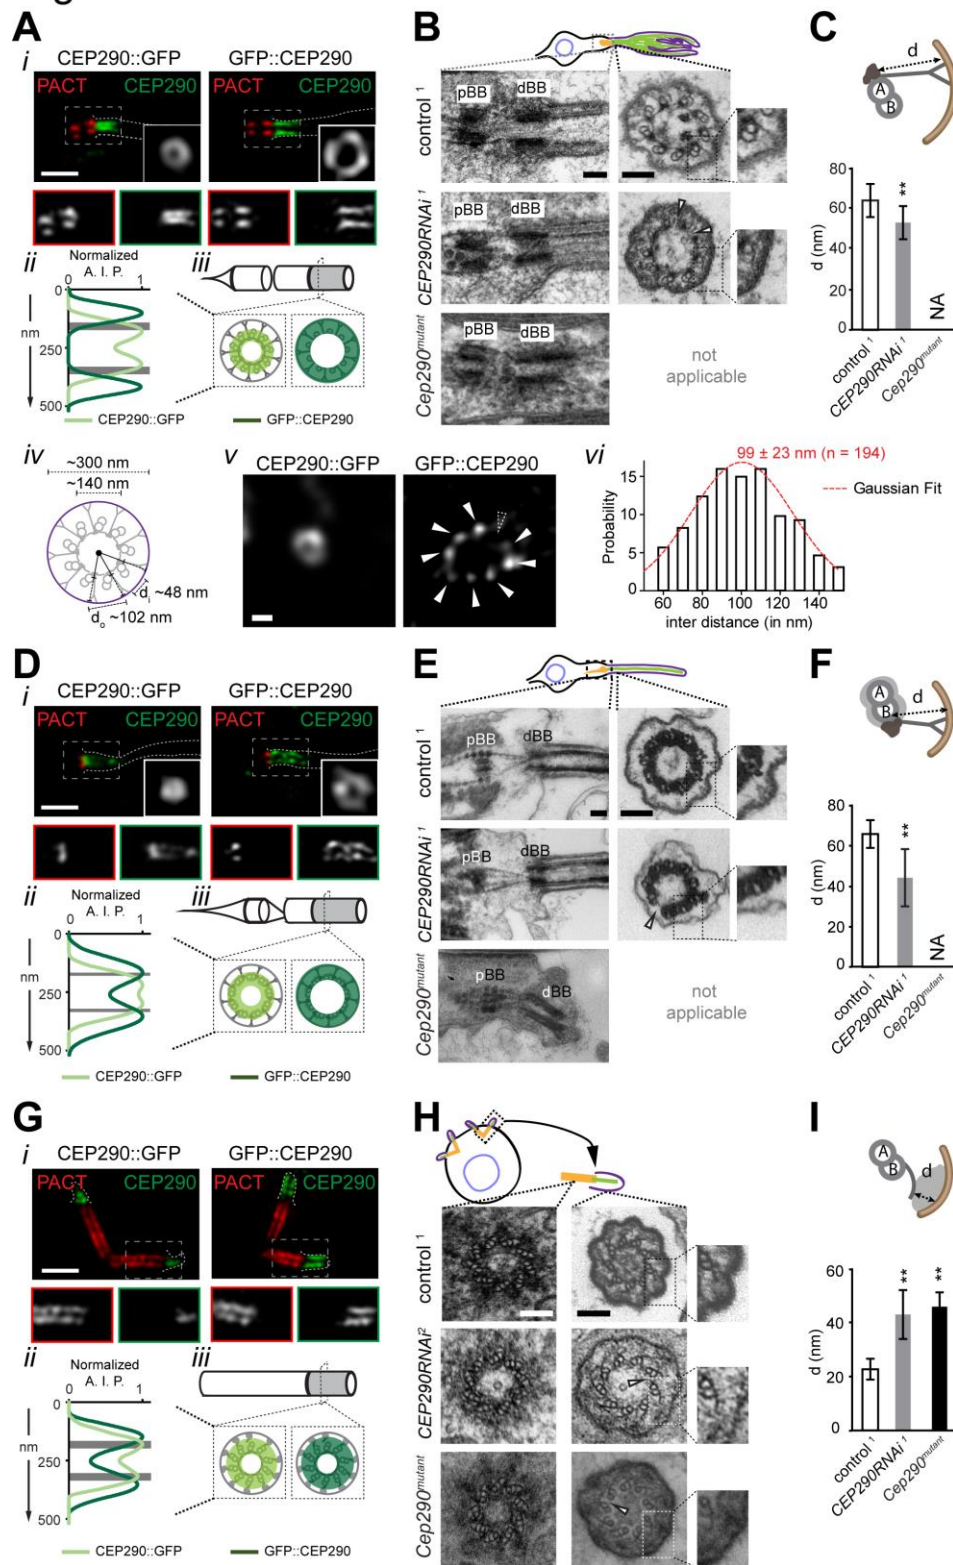 A
i
CEP290::GFP
GFP::CEP290
PACT CEP290
PACT CEP290
ii
Normalized
A. I. P.
0 1
0
nm
250
500
iii
CEP290::GFP
GFP::CEP290
iv
~300 nm
~140 nm
di ~48 nm
do ~102 nm
v
CEP290::GFP
GFP::CEP290
vi
99 ± 23 nm (n = 194)
Gaussian Fit
Probability
15
10
5
0
60 80 100 120 140
inter distance (in nm)
B
control 1
pBB dBB
CEP290RNAi 1
pBB dBB
Cep290mutant
pBB dBB
not
applicable
C
d
A
B
d (nm)
80
60
40
20
0
**
NA
control 1
CEP290RNAi 1
Cep290mutant
D
i
CEP290::GFP
GFP::CEP290
PACT CEP290
PACT CEP290
ii
Normalized
A. I. P.
0 1
0
nm
250
500
iii
CEP290::GFP
GFP::CEP290
E
control 1
pBB dBB
CEP290RNAi 1
pBB dBB
Cep290mutant
pBB dBB
not
applicable
F
A
B
d
d (nm)
80
60
40
20
0
**
NA
control 1
CEP290RNAi 1
Cep290mutant
G
i
CEP290::GFP
GFP::CEP290
PACT CEP290
PACT CEP290
ii
Normalized
A. I. P.
0 1
0
nm
250
500
iii
CEP290::GFP
GFP::CEP290
H
control 1
CEP290RNAi2
Cep290mutant
I
A
B
d
d (nm)
60
40
20
0
**
**
control 1
CEP290RNAi 1
Cep290mutant